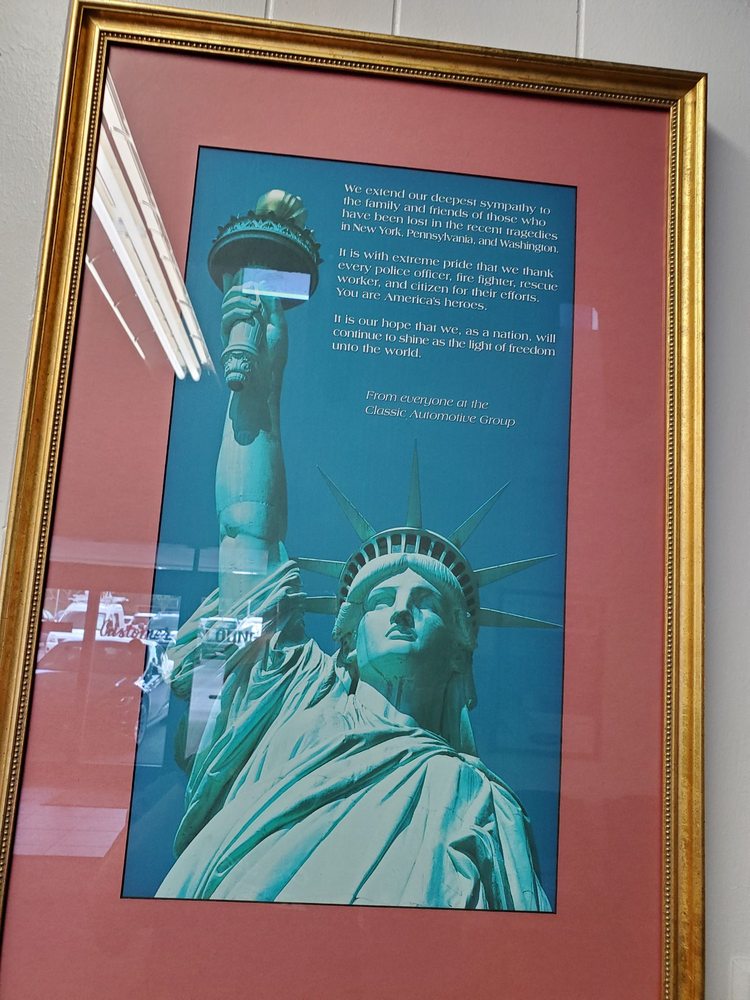 We extend our deepest sympathy to
the family and friends of those who
have been lost in the recent tragedies
in New York, Pennsylvania, and Washington.
It is with extreme pride that we thank
every police officer, fire fighter, rescue
worker, and citizen for their efforts.
You are America's heroes.
It is our hope that we, as a nation, will
continue to shine as the light of freedom
unto the world.
From everyone at the
Classic Automotive Group
Customer